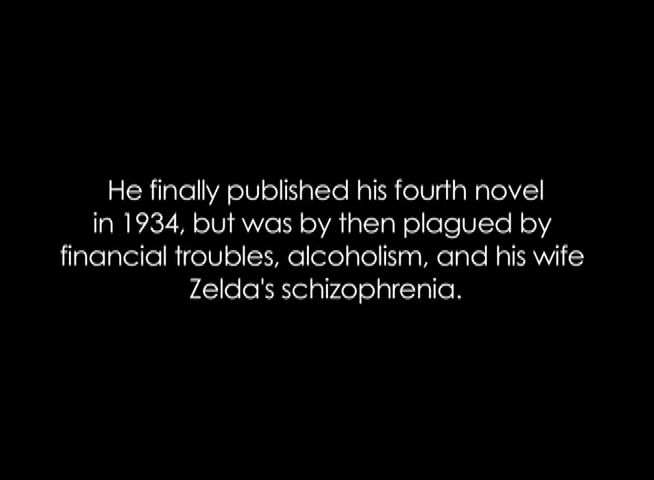 He finally published his fourth novel
in 1934, but was by then plagued by
financial troubles, alcoholism, and his wife
Zelda's schizophrenia.